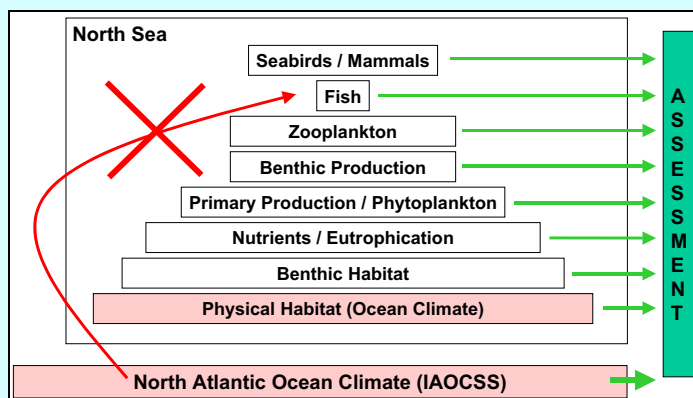 North Sea
Seabirds / Mammals
Fish
Zooplankton
Benthic Production
Primary Production / Phytoplankton
Nutrients / Eutrophication
Benthic Habitat
Physical Habitat (Ocean Climate)
North Atlantic Ocean Climate (IAOCSS)
ASSESSMENT